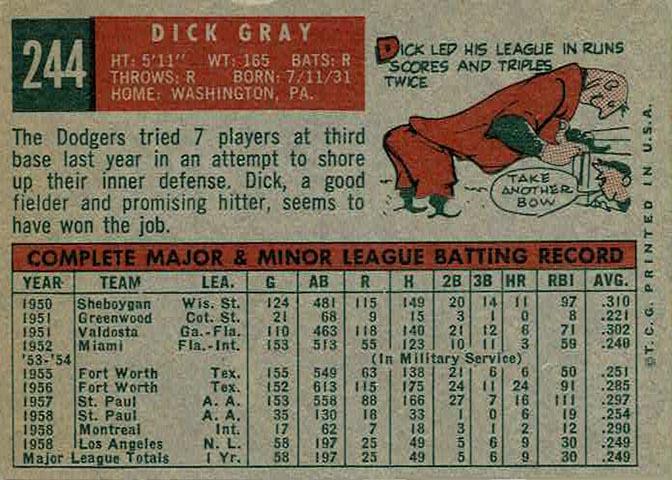 244
DICK GRAY
HT: 5'11" WT: 165 BATS: R
THROWS: R BORN: 7/11/31
HOME: WASHINGTON, PA.
DICK LED HIS LEAGUE IN RUNS
SCORES AND TRIPLES
TWICE
TAKE
ANOTHER
BOW
The Dodgers tried 7 players at third
base last year in an attempt to shore
up their inner defense. Dick, a good
fielder and promising hitter, seems to
have won the job.
COMPLETE MAJOR & MINOR LEAGUE BATTING RECORD
YEAR TEAM LEA. G AB R H 2B 3B HR RBI AVG.
1950 Sheboygan Wis. St. 124 481 115 149 20 14 11 97 .310
1951 Greenwood Cot. St. 21 68 9 15 3 1 0 8 .221
1951 Valdosta Ga.-Fla. 110 463 118 140 21 12 6 71 .302
1952 Miami Fla.-Int. 153 513 55 123 10 11 3 59 .240
'53-'54 (In Military Service)
1955 Fort Worth Tex. 155 549 63 138 21 6 6 50 .251
1956 Fort Worth Tex. 152 613 115 175 24 11 24 91 .285
1957 St. Paul A. A. 153 558 88 166 27 7 16 111 .297
1958 St. Paul A. A. 35 130 18 33 1 0 6 19 .254
1958 Montreal Int. 17 62 7 18 3 1 2 12 .290
1958 Los Angeles N. L. 58 197 25 49 5 6 9 30 .249
Major League Totals 1 Yr. 58 197 25 49 5 6 9 30 .249
©T.C.G. PRINTED IN U.S.A.